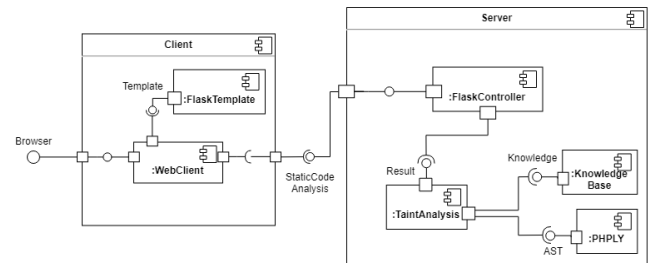 Client
Server
Template
:FlaskTemplate
:FlaskController
Browser
:WebClient
StaticCode
Analysis
Result
Knowledge
:Knowledge
Base
:TaintAnalysis
:PHPLY
AST